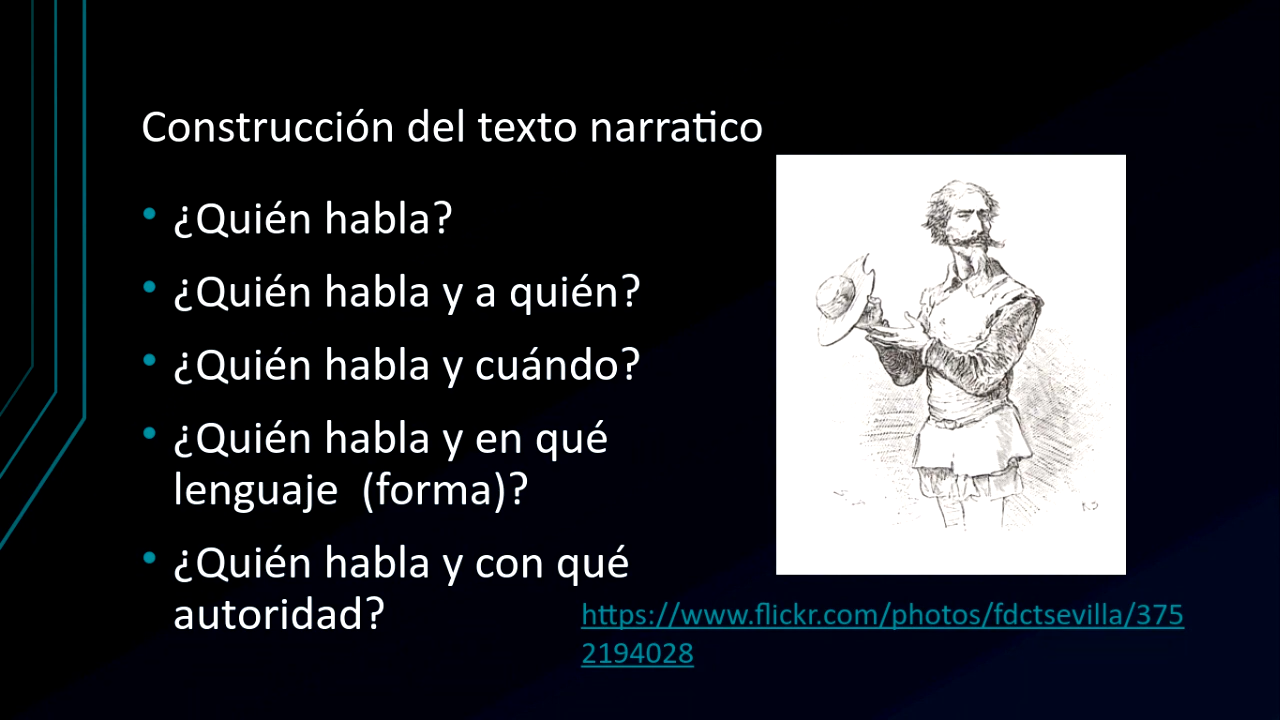 Construcción del texto narratico
• ¿Quién habla?
• ¿Quién habla y a quién?
• ¿Quién habla y cuándo?
• ¿Quién habla y en qué
lenguaje  (forma)?
• ¿Quién habla y con qué
autoridad?
https://www.flickr.com/photos/fdctsevilla/375
2194028